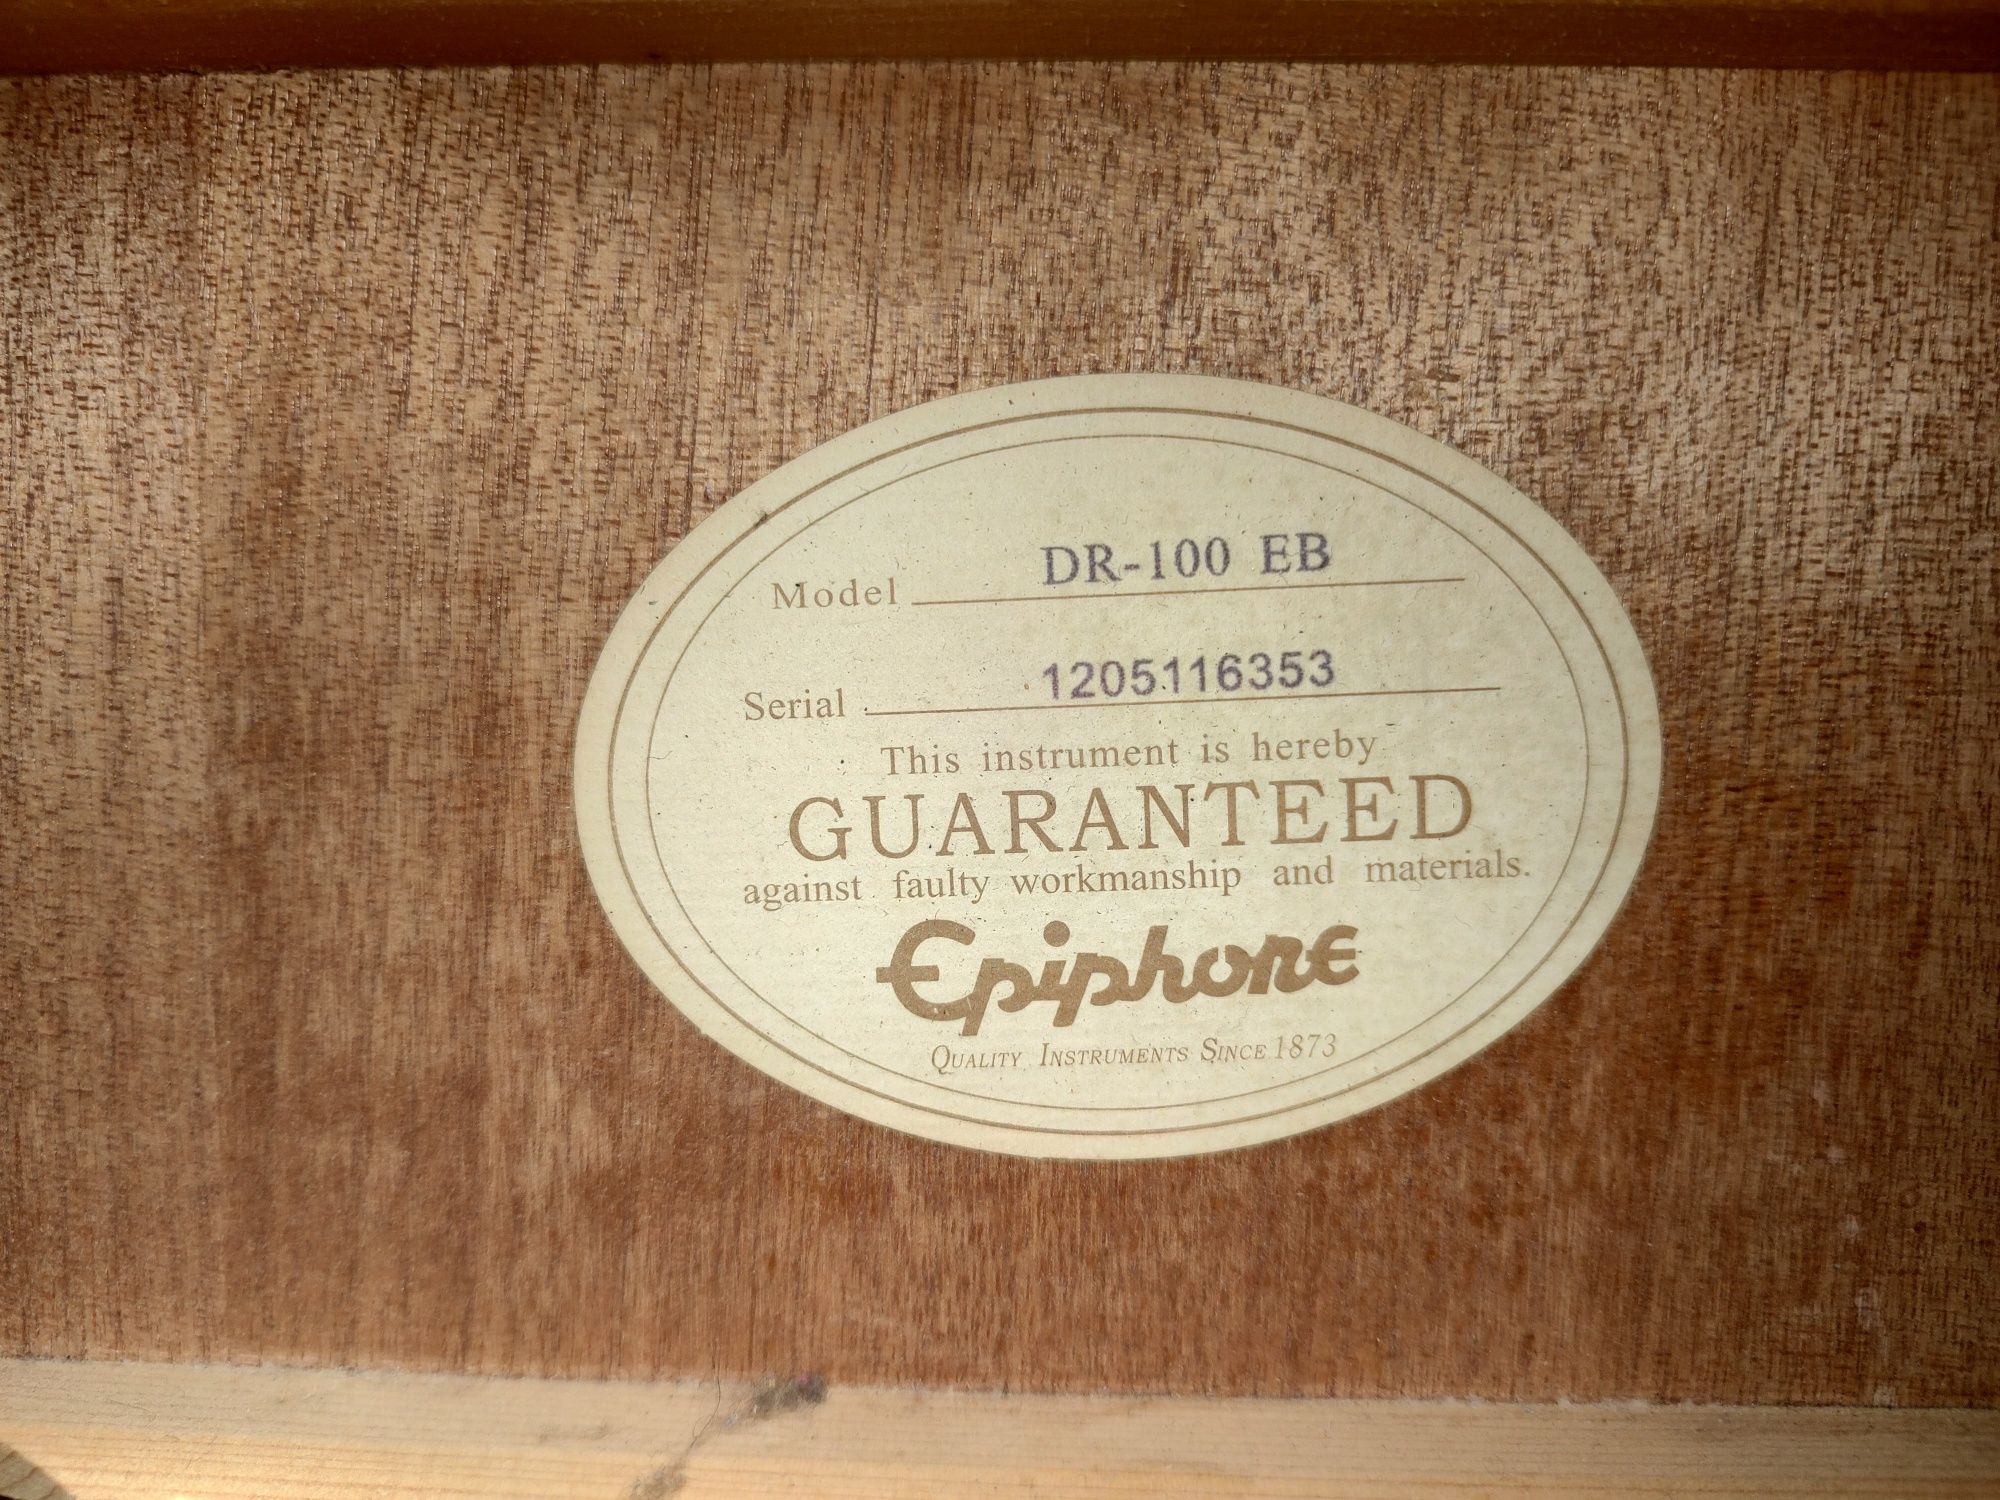 Model DR-100 EB
Serial 1205116353
This instrument is hereby
GUARANTEED
against faulty workmanship and materials.
Epiphone
QUALITY INSTRUMENTS SINCE 1873